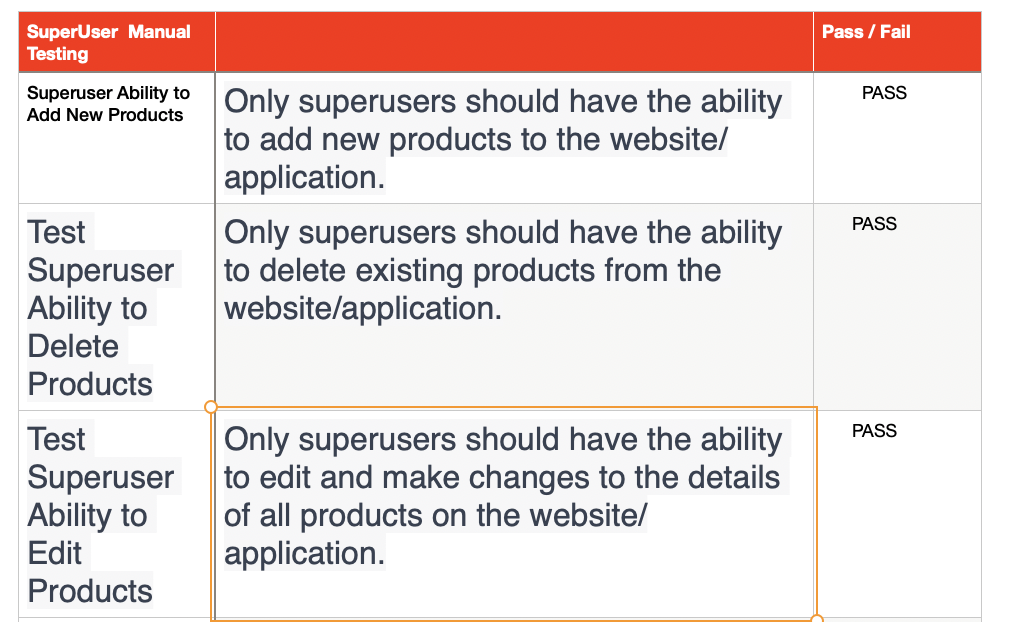 SuperUser Manual
Testing
Pass / Fail
Superuser Ability to
Add New Products
Only superusers should have the ability
to add new products to the website/
application.
PASS
Test
Superuser
Ability to
Delete
Products
Only superusers should have the ability
to delete existing products from the
website/application.
PASS
Test
Superuser
Ability to
Edit
Products
Only superusers should have the ability
to edit and make changes to the details
of all products on the website/
application.
PASS